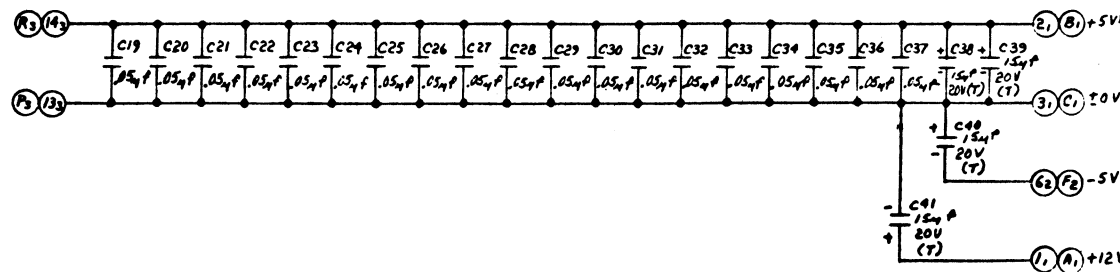 R3 143 21 B1 +5V
C19 C20 C21 C22 C23 C24 C25 C26 C27 C28 C29 C30 C31 C32 C33 C34 C35 C36 C37 C38 C39
.05μf .05μf .05μf .05μf .05μf .05μf .05μf .05μf .05μf .05μf .05μf .05μf .05μf .05μf .05μf .05μf .05μf .05μf .05μf + 15μf 20V(T) + 15μf 20V (T)
P3 133 31 C1 ±0V
+ C40
15μf
- 20V
(T)
62 F2 -5V
- C41
15μf
+ 20V
(T)
11 A1 +12V